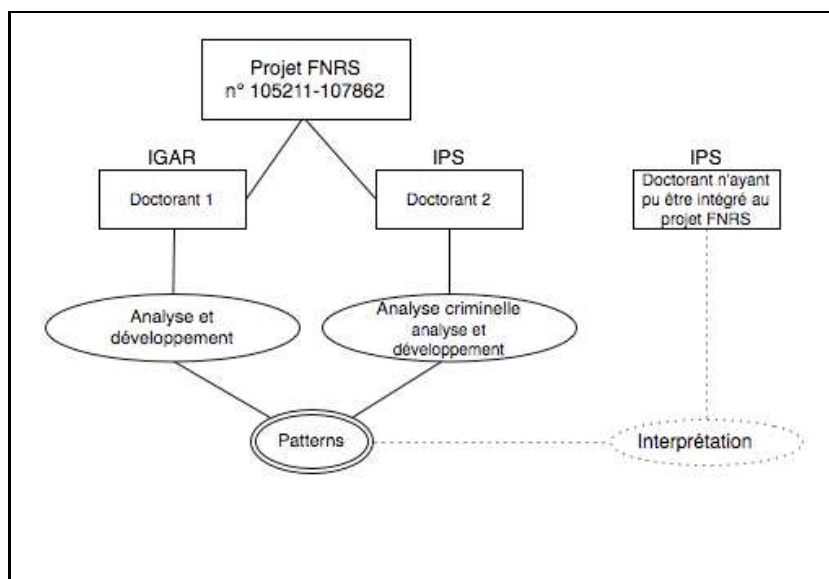 Projet FNRS
n° 105211-107862
IGAR
IPS
IPS
Doctorant 1
Doctorant 2
Doctorant n'ayant
pu être intégré au
projet FNRS
Analyse et
développement
Analyse criminelle
analyse et
développement
Patterns
Interprétation